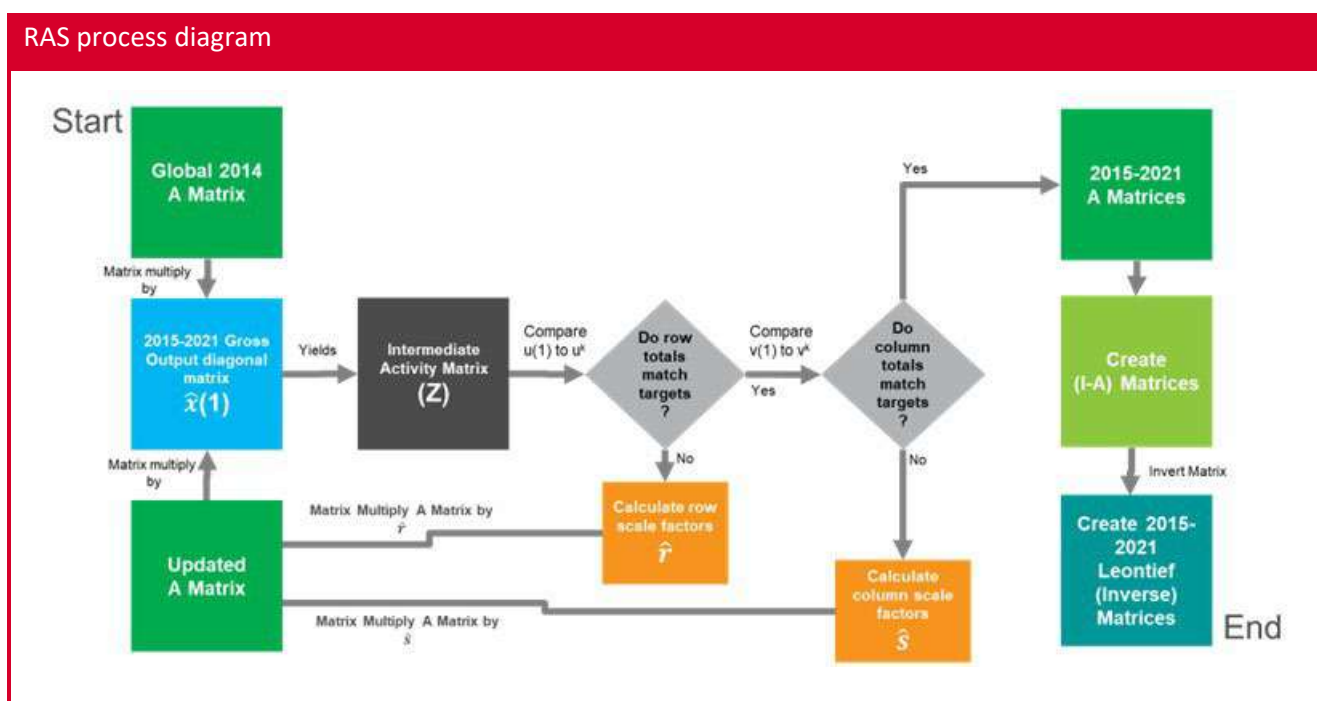 RAS process diagram
Start
Global 2014
A Matrix
Matrix multiply
by
2015-2021 Gross
Output diagonal
matrix
x̂(1)
Yields
Intermediate
Activity Matrix
(Z)
Compare
u(1) to uᵏ
Do row
totals
match
targets
?
Compare
v(1) to vᵏ
Yes
Do
column
totals
match
targets
?
Yes
2015-2021
A Matrices
Create
(I-A) Matrices
Invert Matrix
Create 2015-
2021
Leontief
(Inverse)
Matrices
End
No
Calculate row
scale factors
r̂
No
Calculate
column scale
factors
ŝ
Matrix Multiply A Matrix by
r̂
Matrix Multiply A Matrix by
ŝ
Updated
A Matrix
Matrix multiply
by